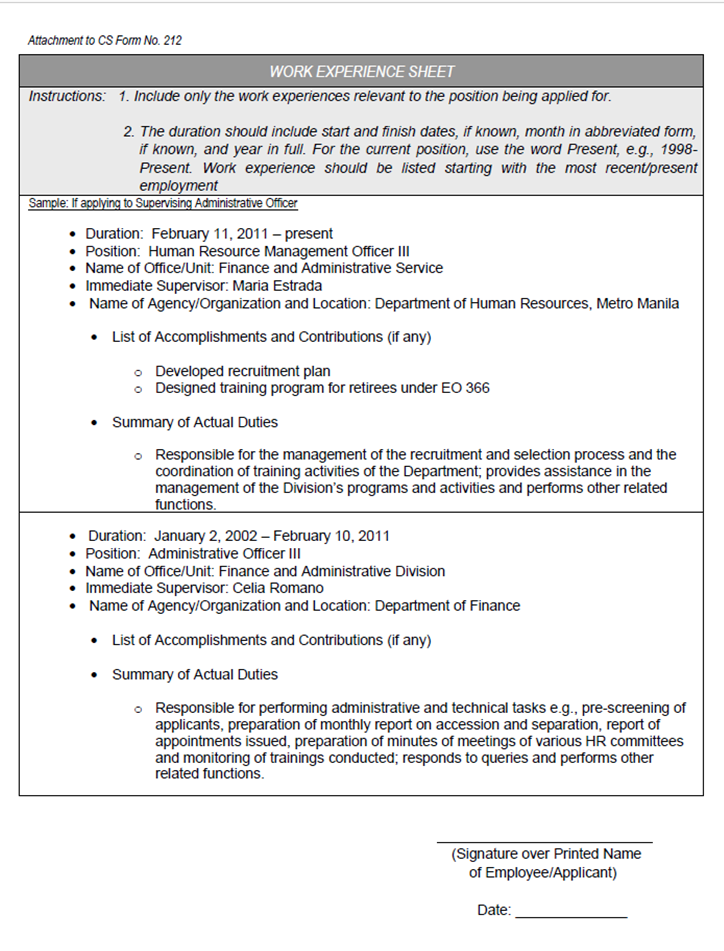 Attachment to CS Form No. 212
WORK EXPERIENCE SHEET
Instructions: 1. Include only the work experiences relevant to the position being applied for.
2. The duration should include start and finish dates, if known, month in abbreviated form,
if known, and year in full. For the current position, use the word Present, e.g., 1998-
Present. Work experience should be listed starting with the most recent/present
employment
Sample: If applying to Supervising Administrative Officer
• Duration: February 11, 2011 – present
• Position: Human Resource Management Officer III
• Name of Office/Unit: Finance and Administrative Service
• Immediate Supervisor: Maria Estrada
• Name of Agency/Organization and Location: Department of Human Resources, Metro Manila
• List of Accomplishments and Contributions (if any)
o Developed recruitment plan
o Designed training program for retirees under EO 366
• Summary of Actual Duties
o Responsible for the management of the recruitment and selection process and the
coordination of training activities of the Department; provides assistance in the
management of the Division's programs and activities and performs other related
functions.
• Duration: January 2, 2002 – February 10, 2011
• Position: Administrative Officer III
• Name of Office/Unit: Finance and Administrative Division
• Immediate Supervisor: Celia Romano
• Name of Agency/Organization and Location: Department of Finance
• List of Accomplishments and Contributions (if any)
• Summary of Actual Duties
o Responsible for performing administrative and technical tasks e.g., pre-screening of
applicants, preparation of monthly report on accession and separation, report of
appointments issued, preparation of minutes of meetings of various HR committees
and monitoring of trainings conducted; responds to queries and performs other
related functions.
(Signature over Printed Name
of Employee/Applicant)
Date: _______________